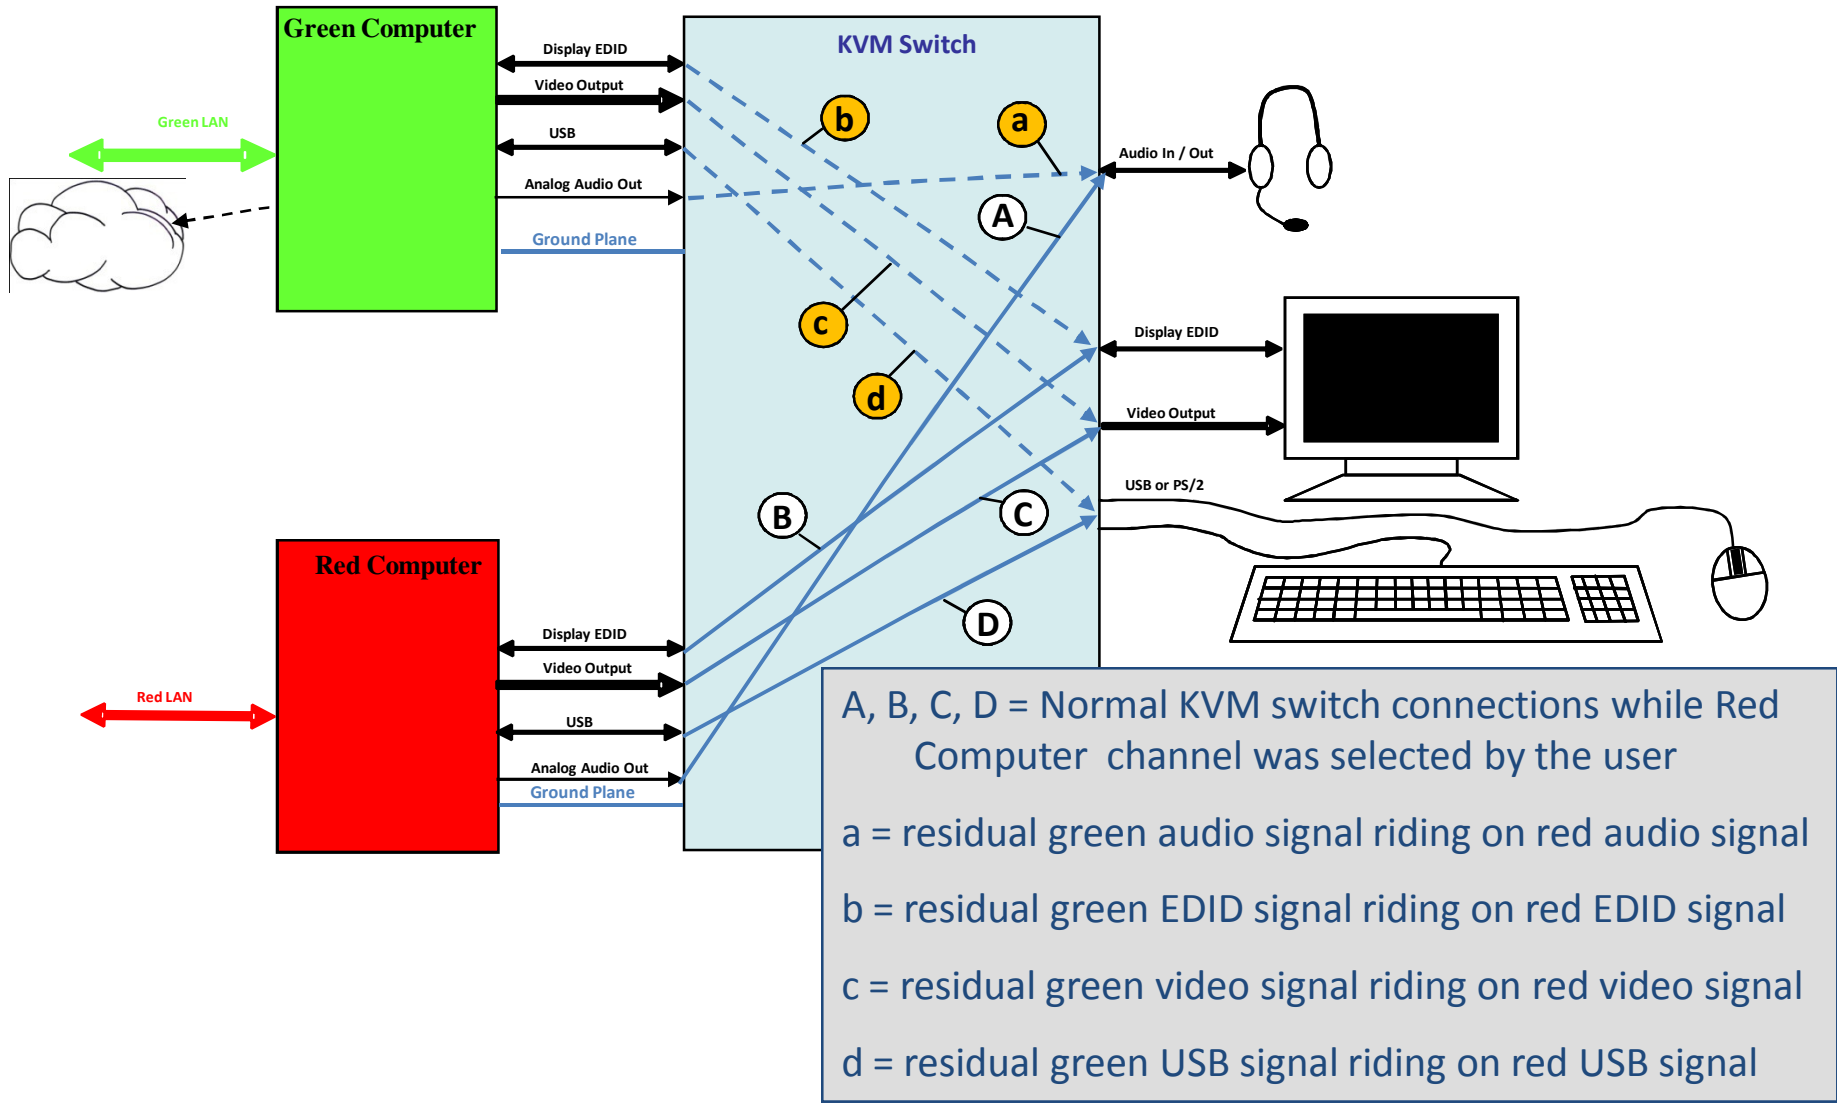 Green Computer
KVM Switch
Display EDID
Video Output
Green LAN
USB
Analog Audio Out
Ground Plane
b
a
Audio In / Out
A
c
d
Display EDID
Video Output
USB or PS/2
B
C
D
Red Computer
Display EDID
Video Output
Red LAN
USB
Analog Audio Out
Ground Plane
A, B, C, D = Normal KVM switch connections while Red
Computer channel was selected by the user
a = residual green audio signal riding on red audio signal
b = residual green EDID signal riding on red EDID signal
c = residual green video signal riding on red video signal
d = residual green USB signal riding on red USB signal